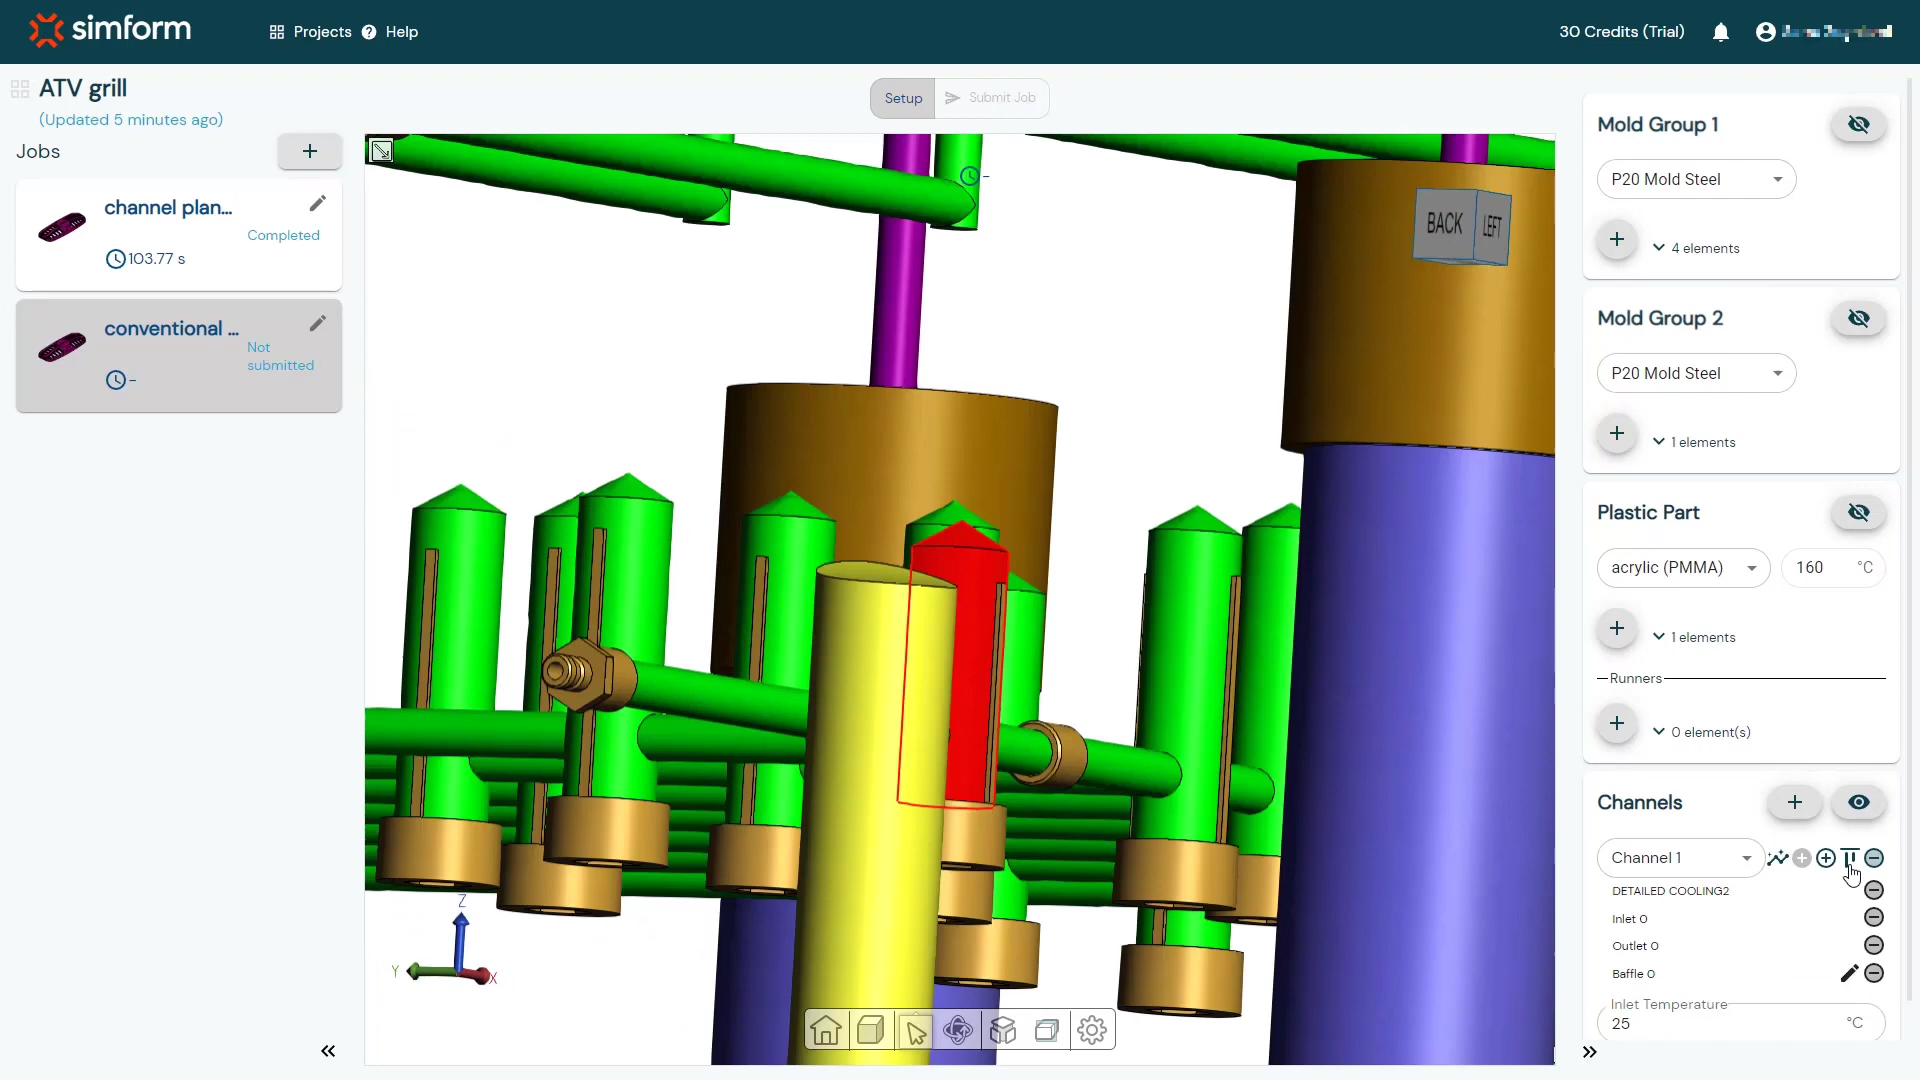 simform
Projects
Help
30 Credits (Trial)
ATV grill
(Updated 5 minutes ago)
Setup
Submit Job
Jobs
channel plan...
Completed
103.77 s
conventional ...
Not
submitted
-
-
BACK
LEFT
Z
Y
X
Mold Group 1
P20 Mold Steel
4 elements
Mold Group 2
P20 Mold Steel
1 elements
Plastic Part
acrylic (PMMA)
160
°C
1 elements
Runners
0 element(s)
Channels
Channel 1
DETAILED COOLING2
Inlet 0
Outlet 0
Baffle 0
Inlet Temperature
25
°C